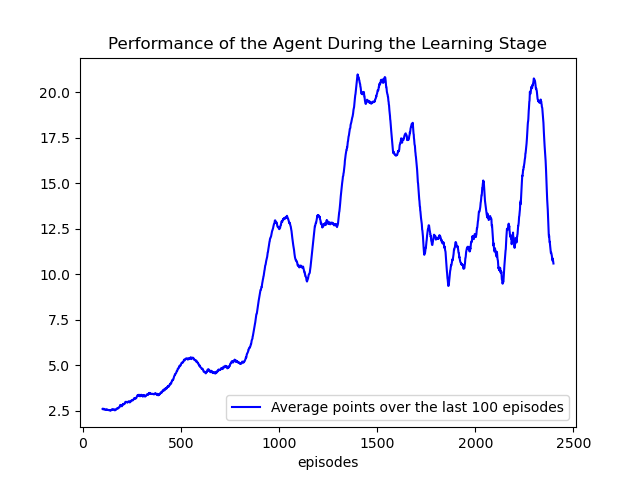 Performance of the Agent During the Learning Stage
20.0
17.5
15.0
12.5
10.0
7.5
5.0
2.5
Average points over the last 100 episodes
0 500 1000 1500 2000 2500
episodes